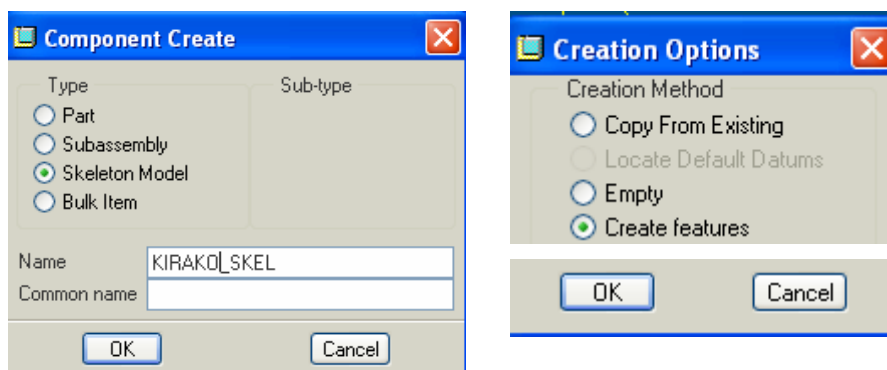 Component Create
Type
Sub-type
Part
Subassembly
Skeleton Model
Bulk Item
Name
KIRAKO_SKEL
Common name
OK
Cancel
Creation Options
Creation Method
Copy From Existing
Locate Default Datums
Empty
Create features
OK
Cancel